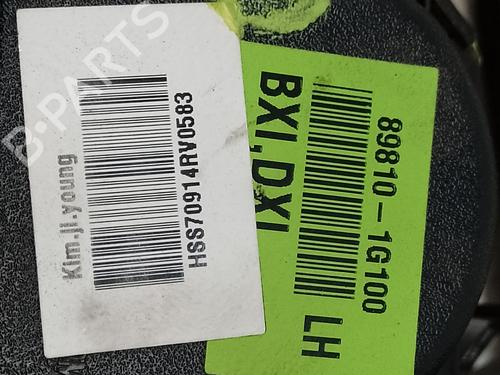 B-PARTS
Kim.ji.young
HSS70914RV0583
BXI,DXI
89810-1G100
LH